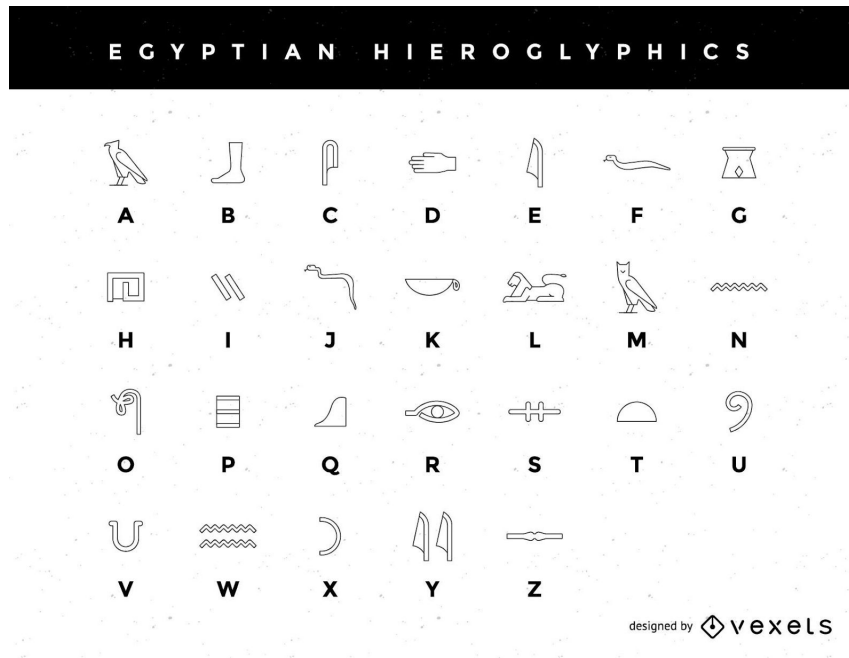 EGYPTIAN HIEROGLYPHICS
A B C D E F G
H I J K L M N
O P Q R S T U
V W X Y Z
designed by vexels